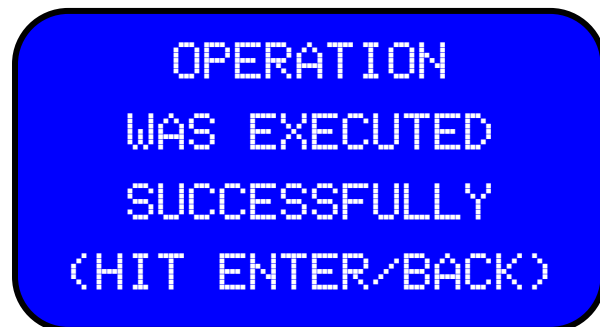 OPERATION
WAS EXECUTED
SUCCESSFULLY
(HIT ENTER/BACK)